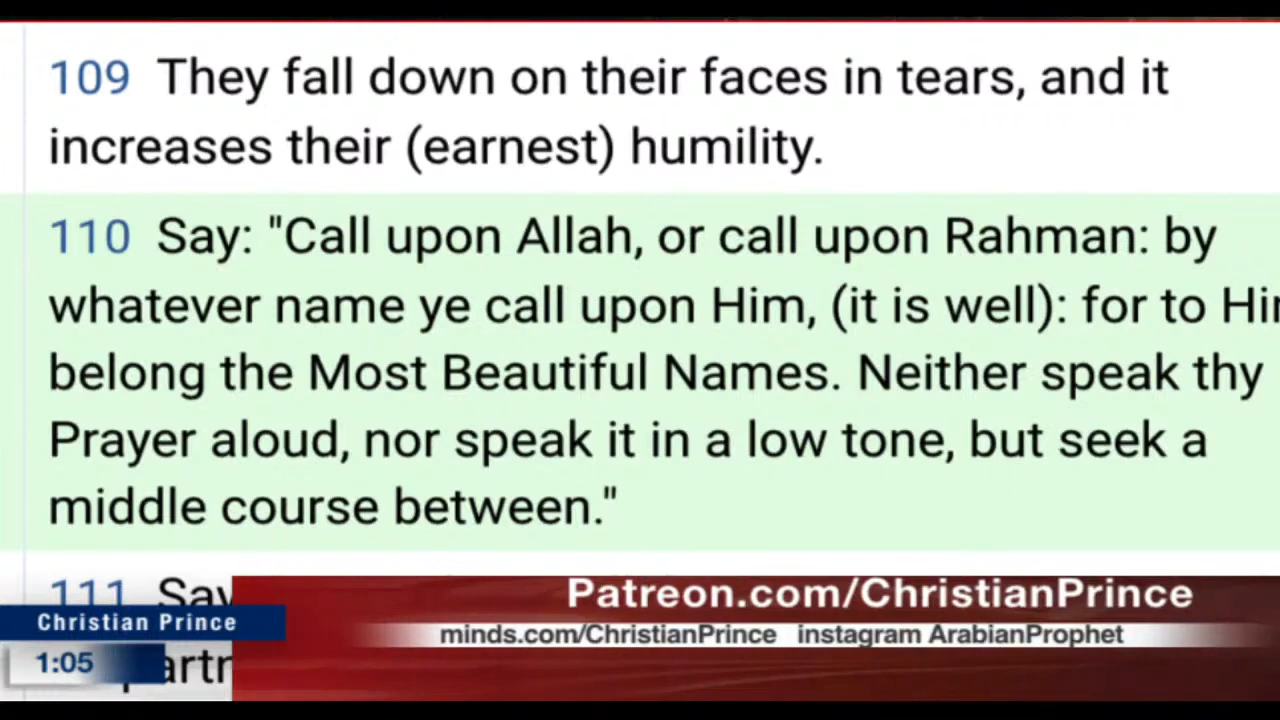 109 They fall down on their faces in tears, and it
increases their (earnest) humility.
110 Say: "Call upon Allah, or call upon Rahman: by
whatever name ye call upon Him, (it is well): for to Hi
belong the Most Beautiful Names. Neither speak thy
Prayer aloud, nor speak it in a low tone, but seek a
middle course between."
111 Say
Patreon.com/ChristianPrince
Christian Prince
minds.com/ChristianPrince instagram ArabianProphet
1:05